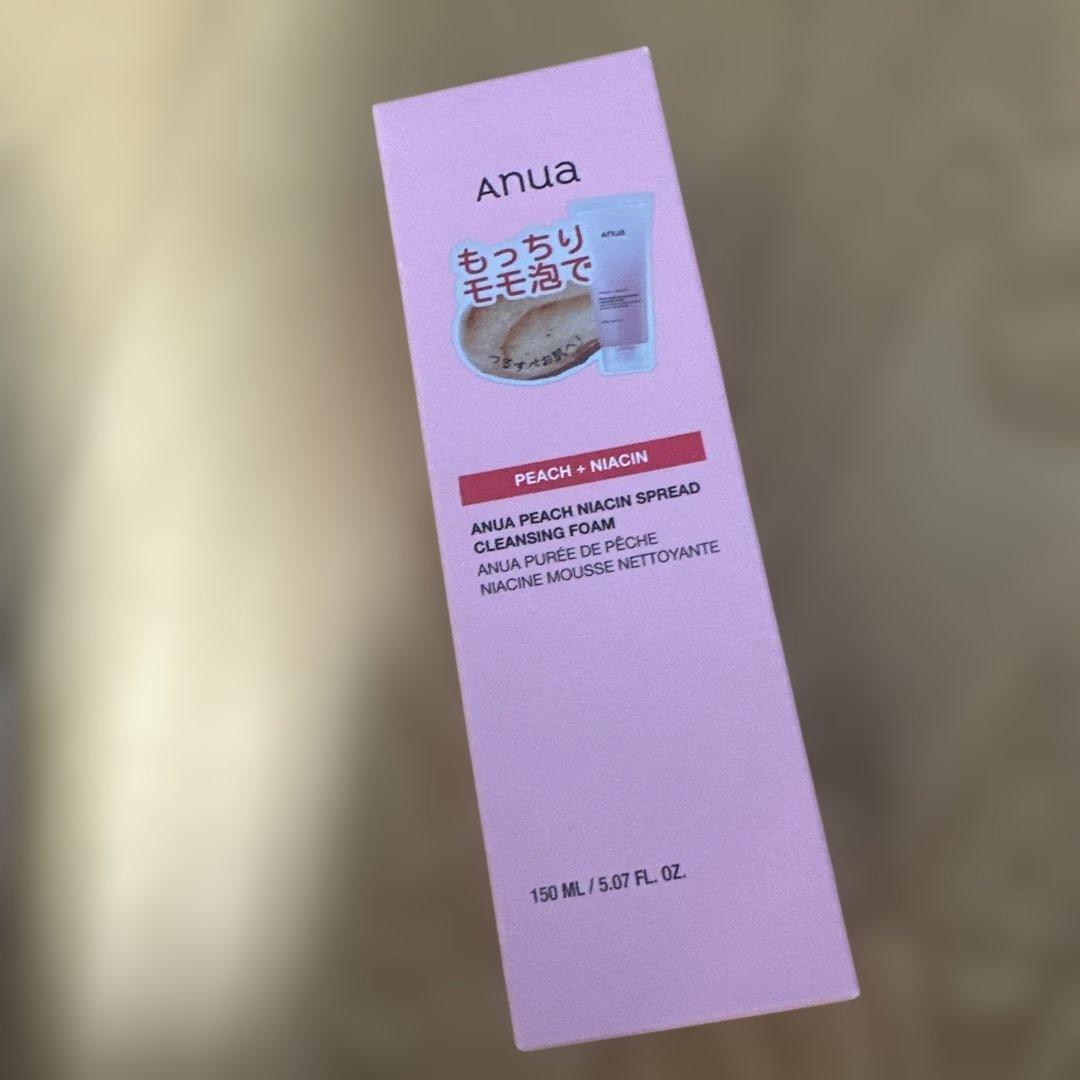 Anua
もっちり
モモ泡で
Anua
つるすべお肌へ!
PEACH + NIACIN
ANUA PEACH NIACIN SPREAD
CLEANSING FOAM
ANUA PURÉE DE PÊCHE
NIACINE MOUSSE NETTOYANTE
150 ML / 5.07 FL. OZ.